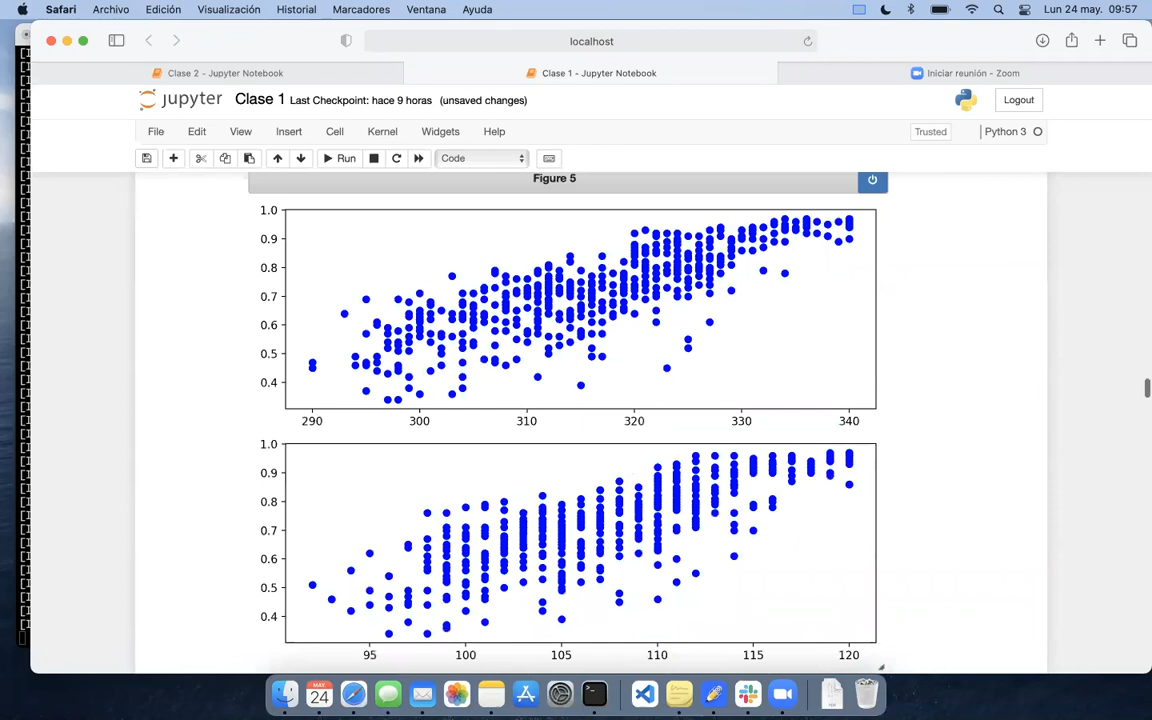 Safari Archivo Edición Visualización Historial Marcadores Ventana Ayuda Lun 24 may. 09:57
localhost
Clase 2 - Jupyter Notebook Clase 1 - Jupyter Notebook Iniciar reunión - Zoom
jupyter Clase 1 Last Checkpoint: hace 9 horas (unsaved changes) Logout
File Edit View Insert Cell Kernel Widgets Help Trusted Python 3
Run Code
Figure 5
1.0
0.9
0.8
0.7
0.6
0.5
0.4
290 300 310 320 330 340
1.0
0.9
0.8
0.7
0.6
0.5
0.4
95 100 105 110 115 120
MAY 24